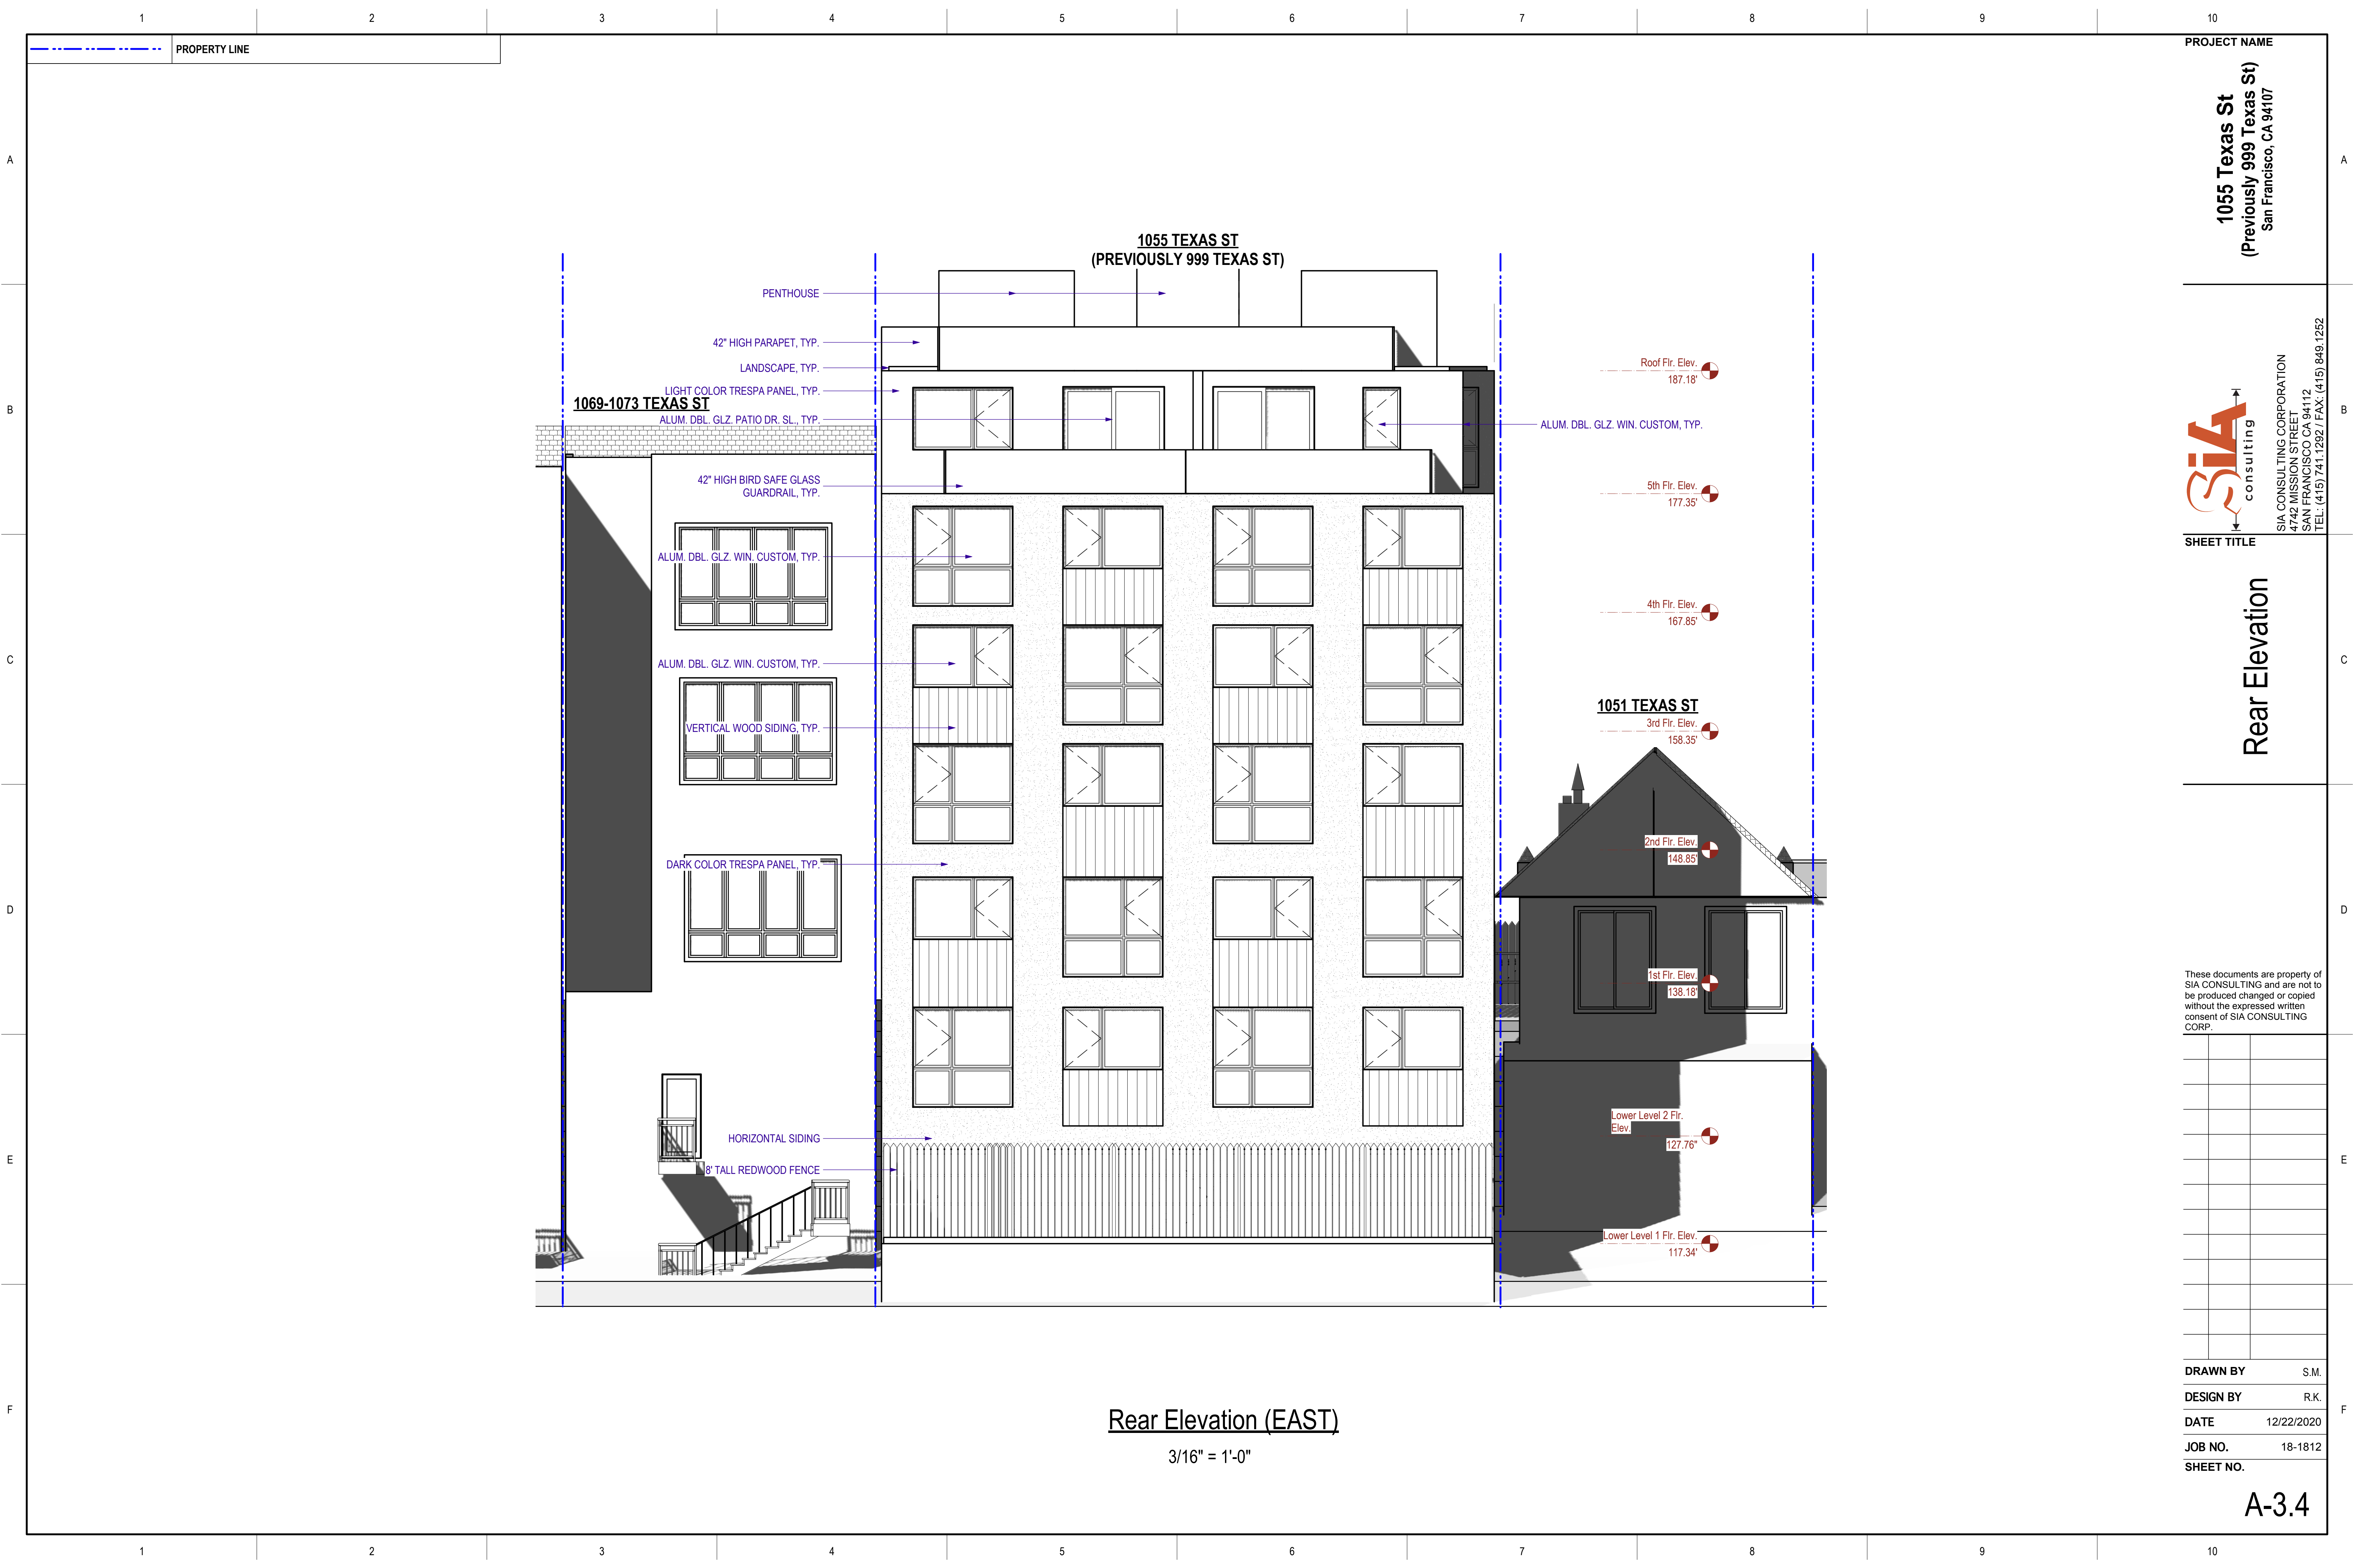 1 2 3 4 5 6 7 8 9 10
PROPERTY LINE
PROJECT NAME
1055 Texas St
(Previously 999 Texas St)
San Francisco, CA 94107
A
A
1055 TEXAS ST
(PREVIOUSLY 999 TEXAS ST)
PENTHOUSE
42" HIGH PARAPET, TYP.
LANDSCAPE, TYP.
LIGHT COLOR TRESPA PANEL, TYP.
1069-1073 TEXAS ST
ALUM. DBL. GLZ. PATIO DR. SL., TYP.
ALUM. DBL. GLZ. WIN. CUSTOM, TYP.
42" HIGH BIRD SAFE GLASS
GUARDRAIL, TYP.
ALUM. DBL. GLZ. WIN. CUSTOM, TYP.
ALUM. DBL. GLZ. WIN. CUSTOM, TYP.
VERTICAL WOOD SIDING, TYP.
DARK COLOR TRESPA PANEL, TYP.
HORIZONTAL SIDING
8' TALL REDWOOD FENCE
Roof Flr. Elev.
187.18'
5th Flr. Elev.
177.35'
4th Flr. Elev.
167.85'
1051 TEXAS ST
3rd Flr. Elev.
158.35'
2nd Flr. Elev.
148.85'
1st Flr. Elev.
138.18'
Lower Level 2 Flr.
Elev.
127.76"
Lower Level 1 Flr. Elev.
117.34'
B
B
C
C
D
D
E
E
F
F
SiA
consulting
SIA CONSULTING CORPORATION
4742 MISSION STREET
SAN FRANCISCO CA 94112
TEL: (415) 741.1292 / FAX: (415) 849.1252
SHEET TITLE
Rear Elevation
These documents are property of
SIA CONSULTING and are not to
be produced changed or copied
without the expressed written
consent of SIA CONSULTING
CORP.
DRAWN BY S.M.
DESIGN BY R.K.
DATE 12/22/2020
JOB NO. 18-1812
SHEET NO.
A-3.4
Rear Elevation (EAST)
3/16" = 1'-0"
1 2 3 4 5 6 7 8 9 10